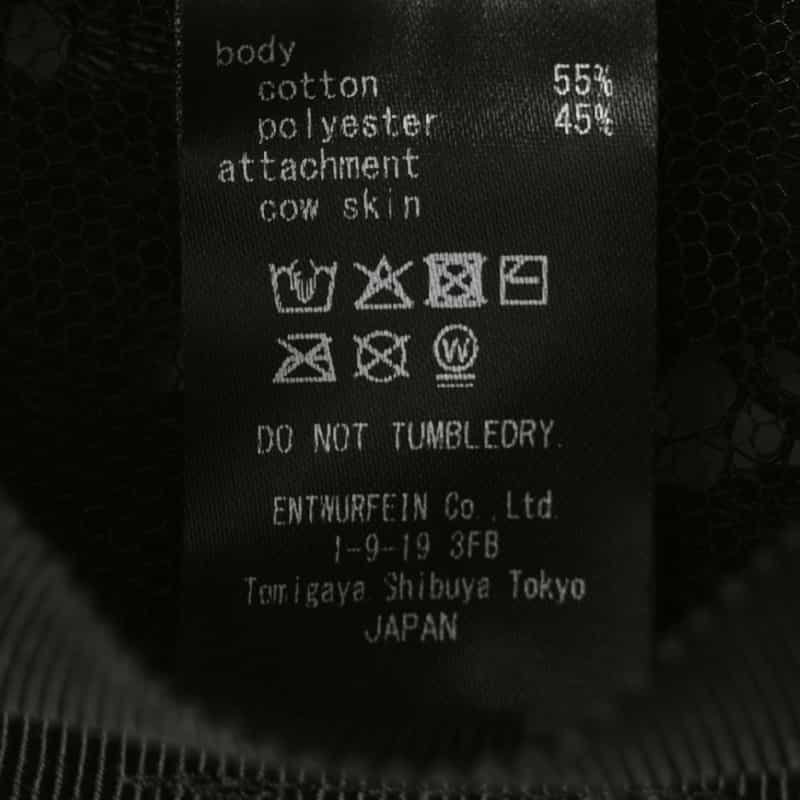 body
cotton 55%
polyester 45%
attachment
cow skin
W
DO NOT TUMBLEDRY.
ENTWURFEIN Co.,Ltd.
1-9-19 3FB
Tomigaya Shibuya Tokyo
JAPAN